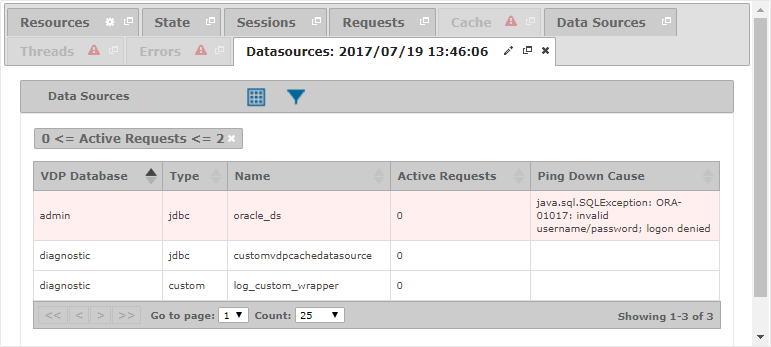 Resources State Sessions Requests Cache Data Sources
Threads Errors Datasources: 2017/07/19 13:46:06
Data Sources
0 <= Active Requests <= 2
VDP Database Type Name Active Requests Ping Down Cause
admin jdbc oracle_ds 0 java.sql.SQLException: ORA-
01017: invalid
username/password; logon denied
diagnostic jdbc customvdpcachedatasource 0
diagnostic custom log_custom_wrapper 0
<< < > >> Go to page: 1 Count: 25 Showing 1-3 of 3